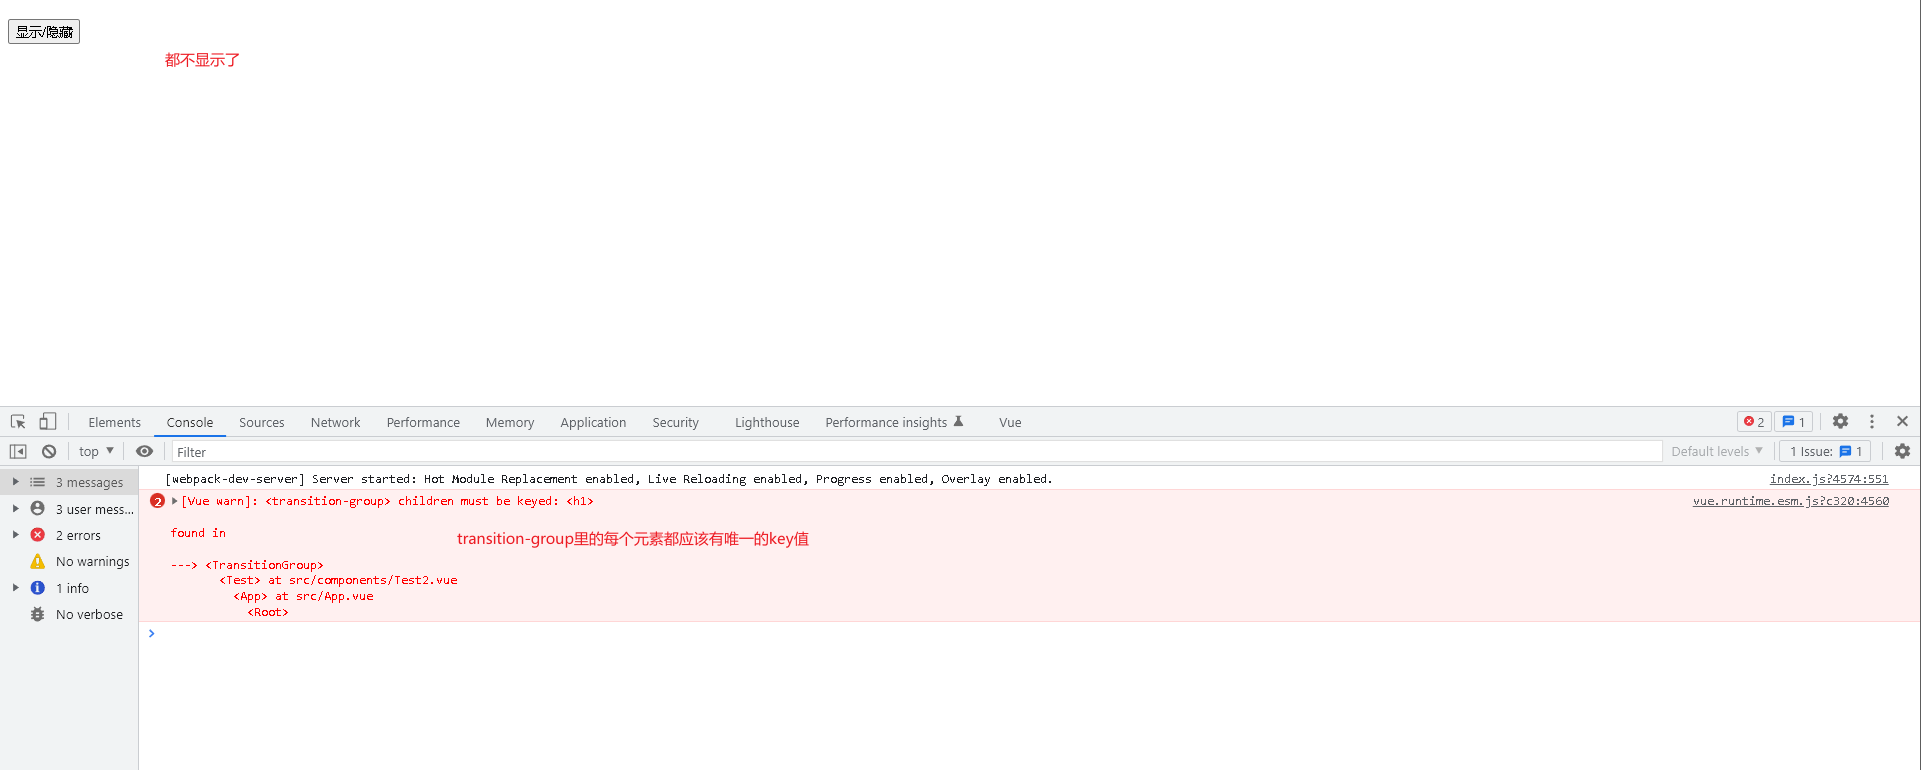 显示/隐藏
都不显示了
Elements Console Sources Network Performance Memory Application Security Lighthouse Performance insights Vue 2 1
top Filter Default levels 1 Issue: 1
3 messages
3 user mess...
2 errors
No warnings
1 info
No verbose
[webpack-dev-server] Server started: Hot Module Replacement enabled, Live Reloading enabled, Progress enabled, Overlay enabled. index.js?4574:551
2 [Vue warn]: <transition-group> children must be keyed: <h1> vue.runtime.esm.js?c320:4560
found in
transition-group里的每个元素都应该有唯一的key值
---> <TransitionGroup>
<Test> at src/components/Test2.vue
<App> at src/App.vue
<Root>